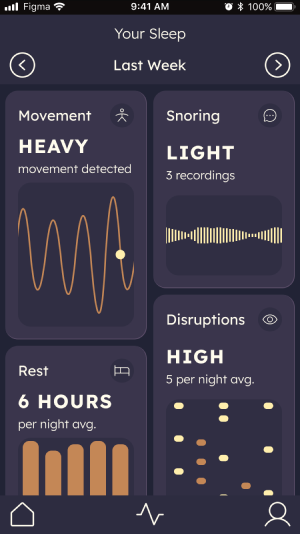 Figma 9:41 AM 100%
Your Sleep
Last Week
Movement
HEAVY
movement detected
Snoring
LIGHT
3 recordings
Rest
6 HOURS
per night avg.
Disruptions
HIGH
5 per night avg.